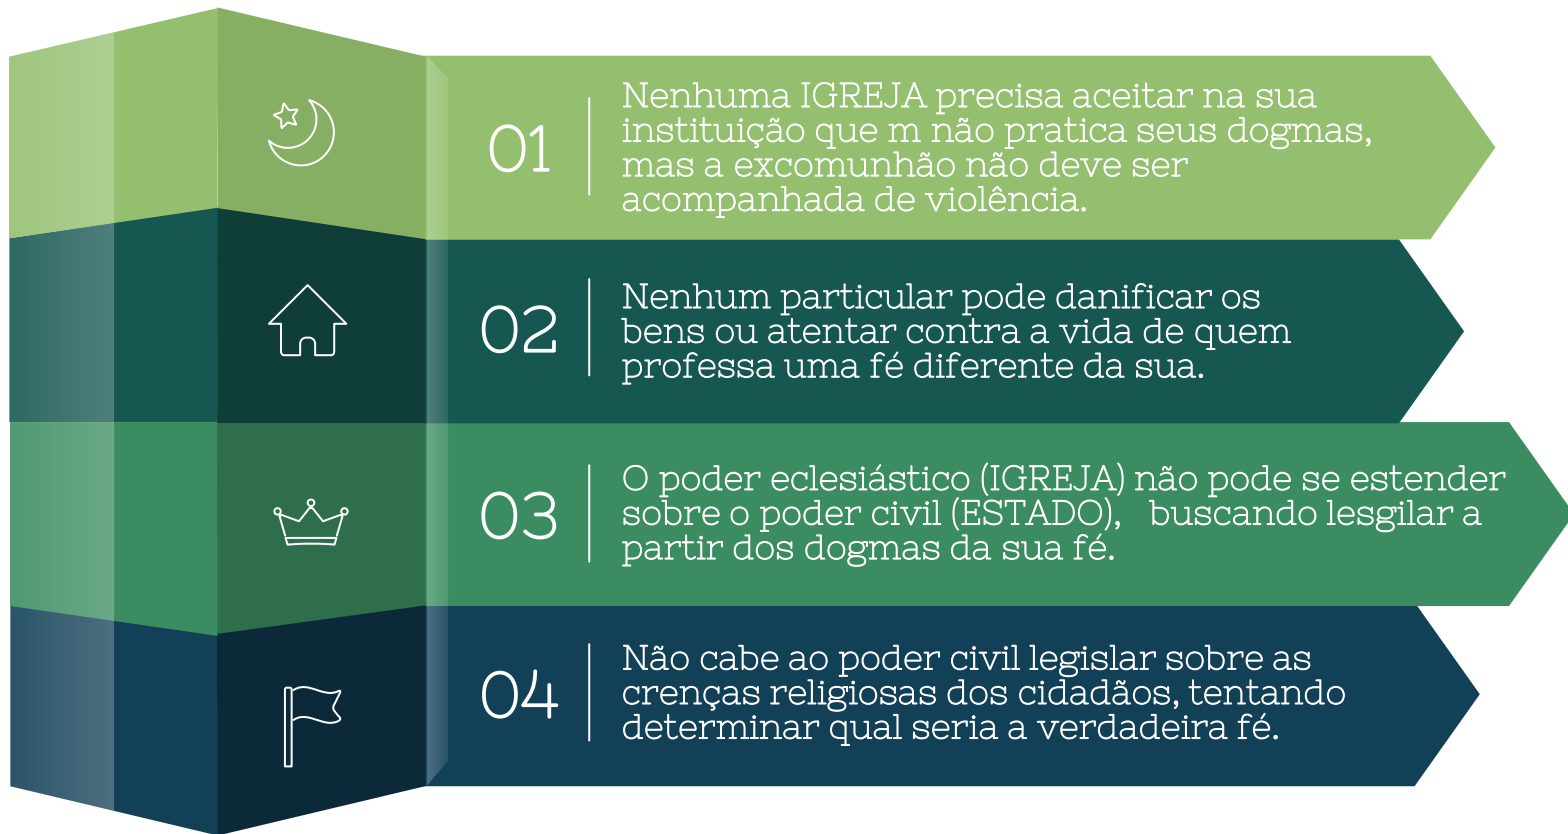 01
Nenhuma IGREJA precisa aceitar na sua
instituição que m não pratica seus dogmas,
mas a excomunhão não deve ser
acompanhada de violência.
02
Nenhum particular pode danificar os
bens ou atentar contra a vida de quem
professa uma fé diferente da sua.
03
O poder eclesiástico (IGREJA) não pode se estender
sobre o poder civil (ESTADO), buscando lesgilar a
partir dos dogmas da sua fé.
04
Não cabe ao poder civil legislar sobre as
crenças religiosas dos cidadãos, tentando
determinar qual seria a verdadeira fé.